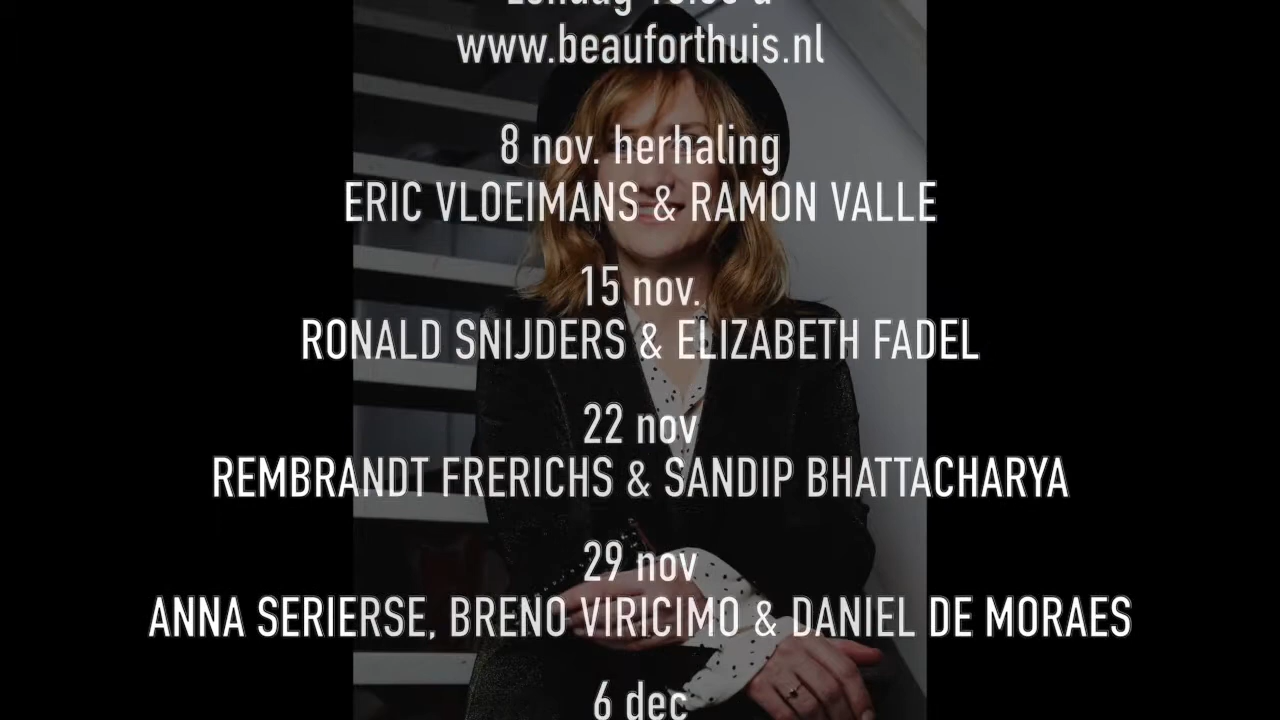 www.beauforthuis.nl
8 nov. herhaling
ERIC VLOEIMANS & RAMON VALLE
15 nov.
RONALD SNIJDERS & ELIZABETH FADEL
22 nov
REMBRANDT FRERICHS & SANDIP BHATTACHARYA
29 nov
ANNA SERIERSE, BRENO VIRICIMO & DANIEL DE MORAES
6 dec